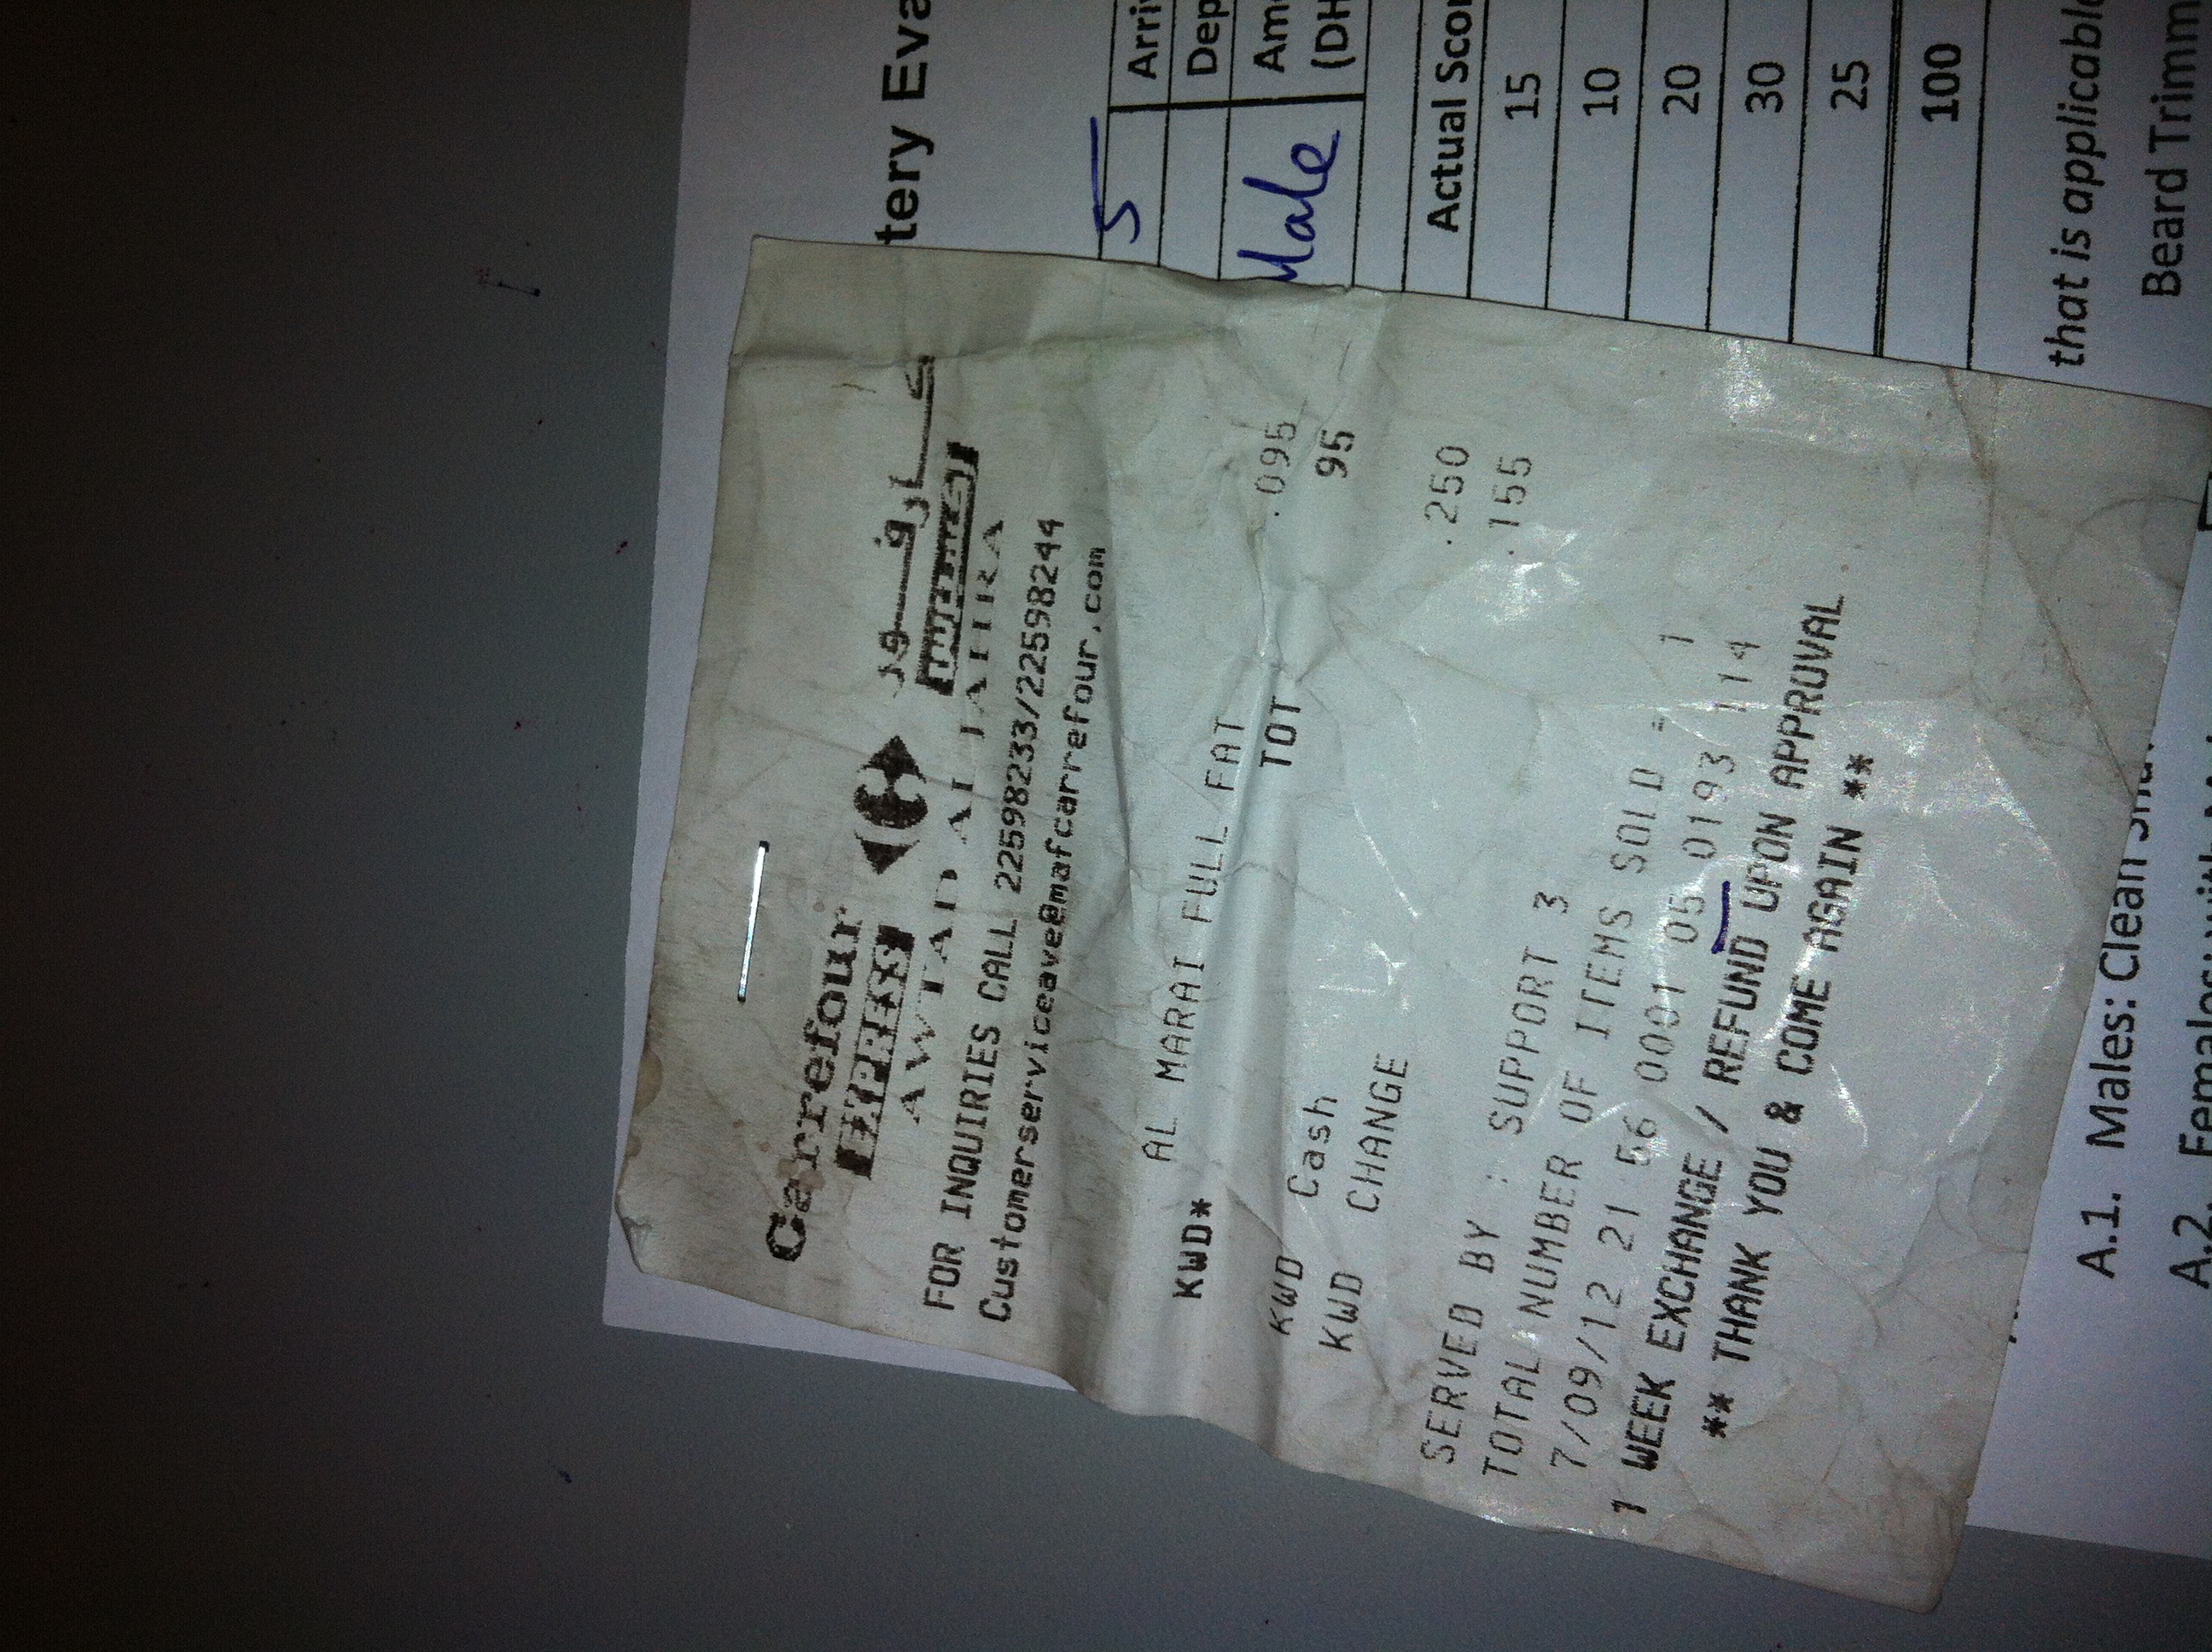 Carrefour كارفور
EXPRESS
AWTAD AL JAHRA
FOR INQUIRIES CALL 22598233/22598244
Customerserviceave@mafcarrefour.com
AL MARAI FULL FAT .095
KWD* TOT 95
KWD Cash .250
KWD CHANGE .155
SERVED BY : SUPPORT 3
TOTAL NUMBER OF ITEMS SOLD = 1
7/09/12 21 56 0001 05 0193 114
1 WEEK EXCHANGE / REFUND UPON APPROVAL
** THANK YOU & COME AGAIN **
tery Eva
5 Arri
Dep
Male Am
(DH
Actual Scor
15
10
20
30
25
100
that is applicable
Beard Trimm
A.1. Males: Clean
A.2. Females: with